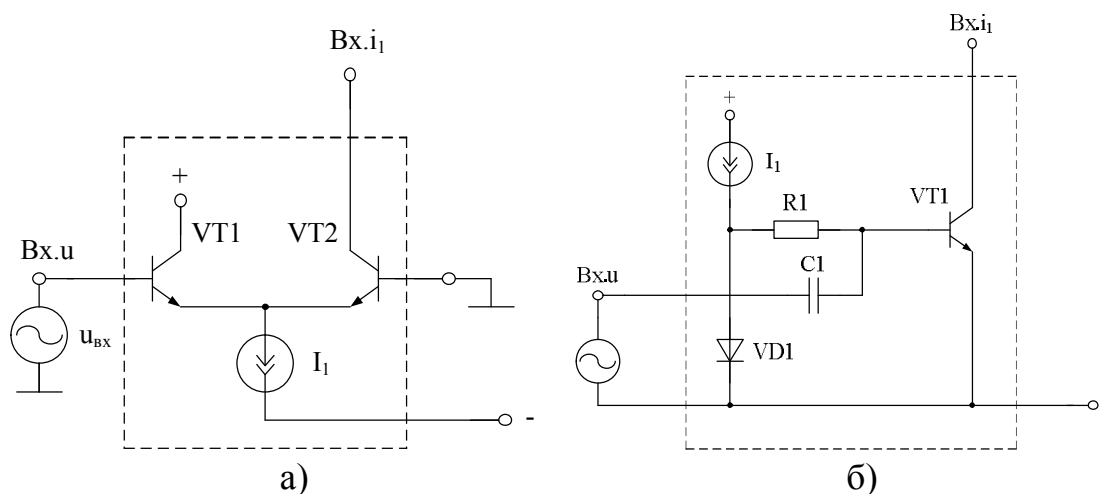 Вх.i₁
+
VT1
VT2
Вх.u
uвх
I₁
-
а)
Вх.i₁
+
I₁
R1
VT1
C1
Вх.u
VD1
б)